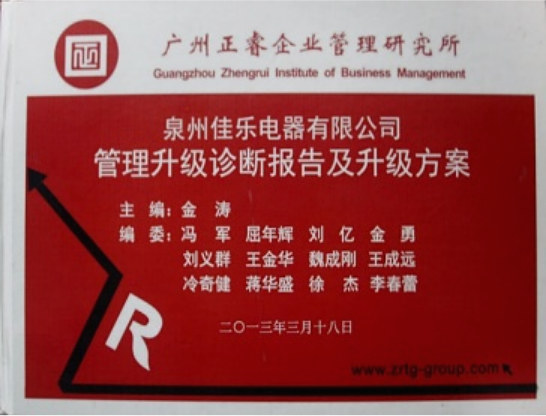 广州正睿企业管理研究所
Guangzhou Zhengrui Institute of Business Management
泉州佳乐电器有限公司
管理升级诊断报告及升级方案
主编：金涛
编委：冯军 屈年辉 刘亿 金勇
刘义群 王金华 魏成刚 王成远
冷奇健 蒋华盛 徐杰 李春蕾
R
二〇一三年三月十八日
www.zrtg-group.com